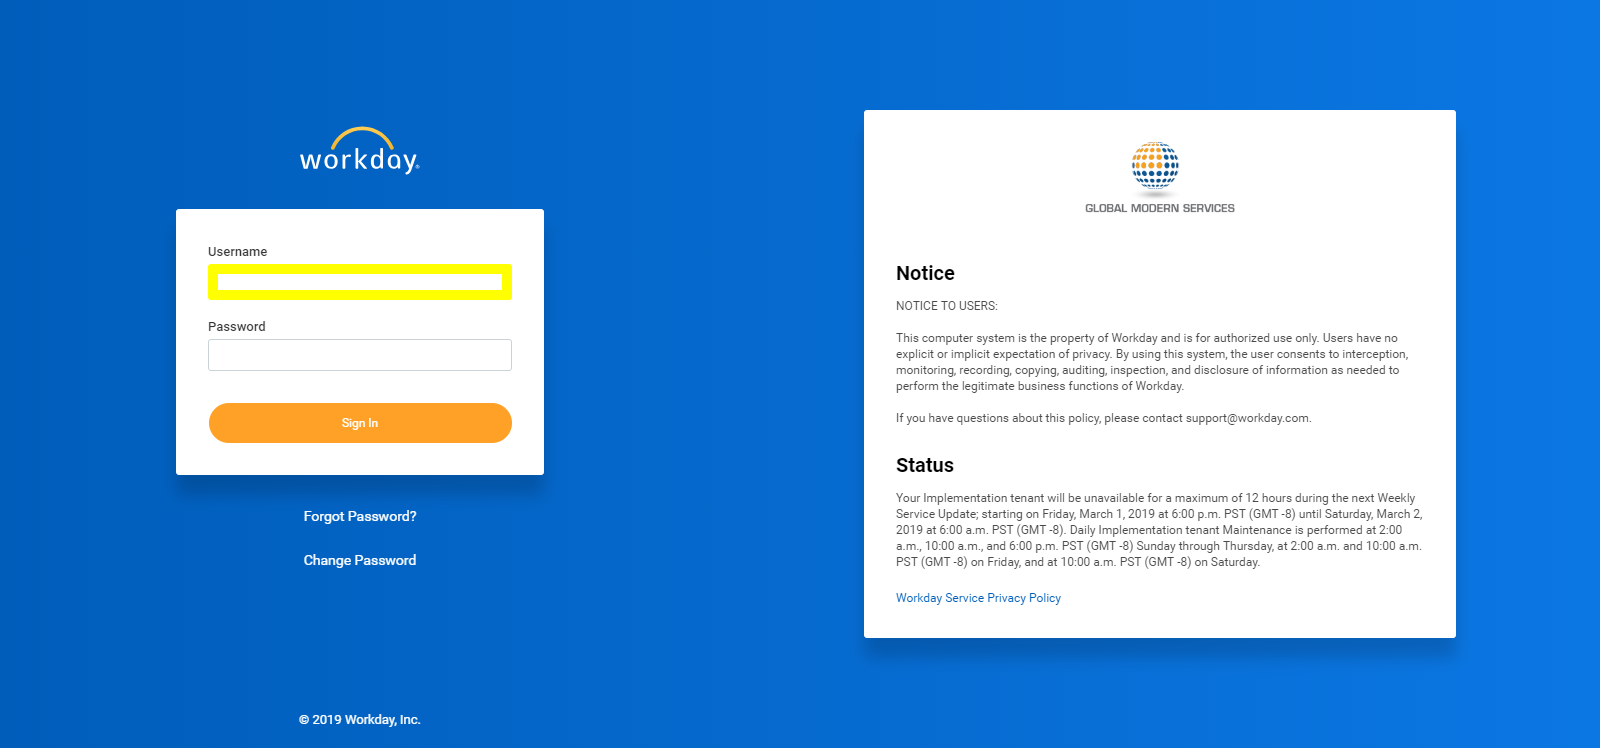 workday
Username
Password
Sign In
Forgot Password?
Change Password
© 2019 Workday, Inc.
GLOBAL MODERN SERVICES
Notice
NOTICE TO USERS:
This computer system is the property of Workday and is for authorized use only. Users have no
explicit or implicit expectation of privacy. By using this system, the user consents to interception,
monitoring, recording, copying, auditing, inspection, and disclosure of information as needed to
perform the legitimate business functions of Workday.
If you have questions about this policy, please contact support@workday.com.
Status
Your Implementation tenant will be unavailable for a maximum of 12 hours during the next Weekly
Service Update; starting on Friday, March 1, 2019 at 6:00 p.m. PST (GMT -8) until Saturday, March 2,
2019 at 6:00 a.m. PST (GMT -8). Daily Implementation tenant Maintenance is performed at 2:00
a.m., 10:00 a.m., and 6:00 p.m. PST (GMT -8) Sunday through Thursday, at 2:00 a.m. and 10:00 a.m.
PST (GMT -8) on Friday, and at 10:00 a.m. PST (GMT -8) on Saturday.
Workday Service Privacy Policy